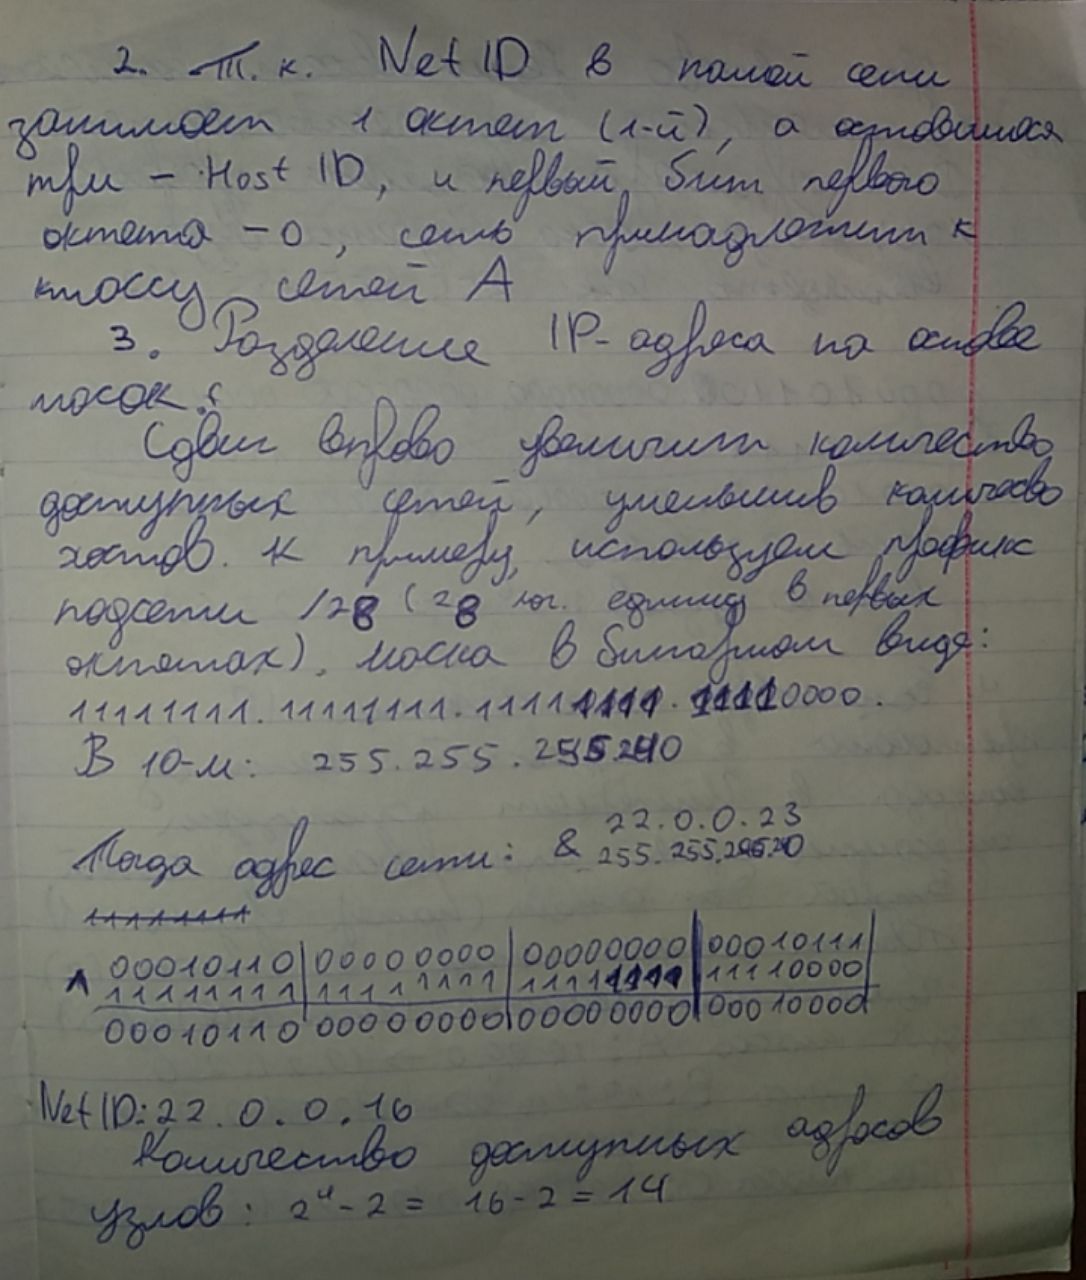 2. Т.к. Net ID в нашей сети
занимает 1 октет (1-й), а оставшиеся
три - Host ID, и первый бит первого
октета - 0, сеть принадлежит к
классу сетей А
3. Разделение IP-адреса на основе
масок:
Сдвиг вправо увеличит количество
доступных сетей, уменьшив количество
хостов. К примеру, используем префикс
подсети /28 (28 лог. единиц в первых
октетах). Маска в бинарном виде:
11111111.11111111.11111111.11110000.
В 10-м: 255.255.255.240
Тогда адрес сети: & 22.0.0.23
255.255.255.240
11111111
00010110 | 00000000 | 00000000 | 00010111 |
∧ 11111111 | 11111111 | 11111111 | 11110000 |
00010110 00000000 00000000 00010000
Net ID: 22.0.0.16
Количество доступных адресов
узлов: 2⁴-2 = 16-2 = 14